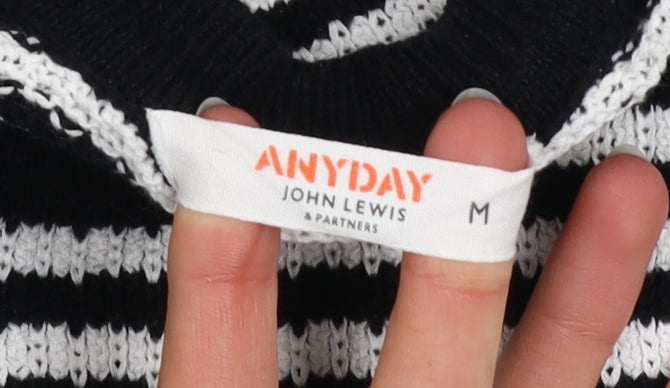 ANYDAY
JOHN LEWIS
& PARTNERS
M